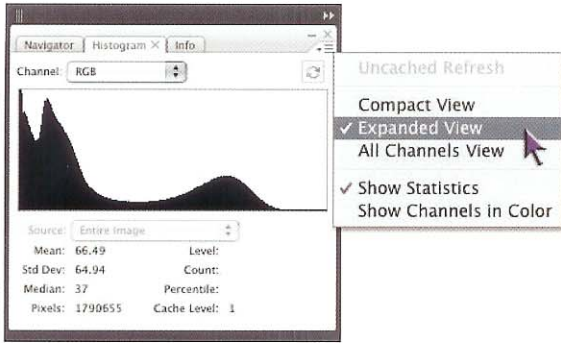 Navigator Histogram × Info
Channel: RGB
Source: Entire Image
Mean: 66.49 Level:
Std Dev: 64.94 Count:
Median: 37 Percentile:
Pixels: 1790655 Cache Level: 1
Uncached Refresh
Compact View
✓ Expanded View
All Channels View
✓ Show Statistics
Show Channels in Color